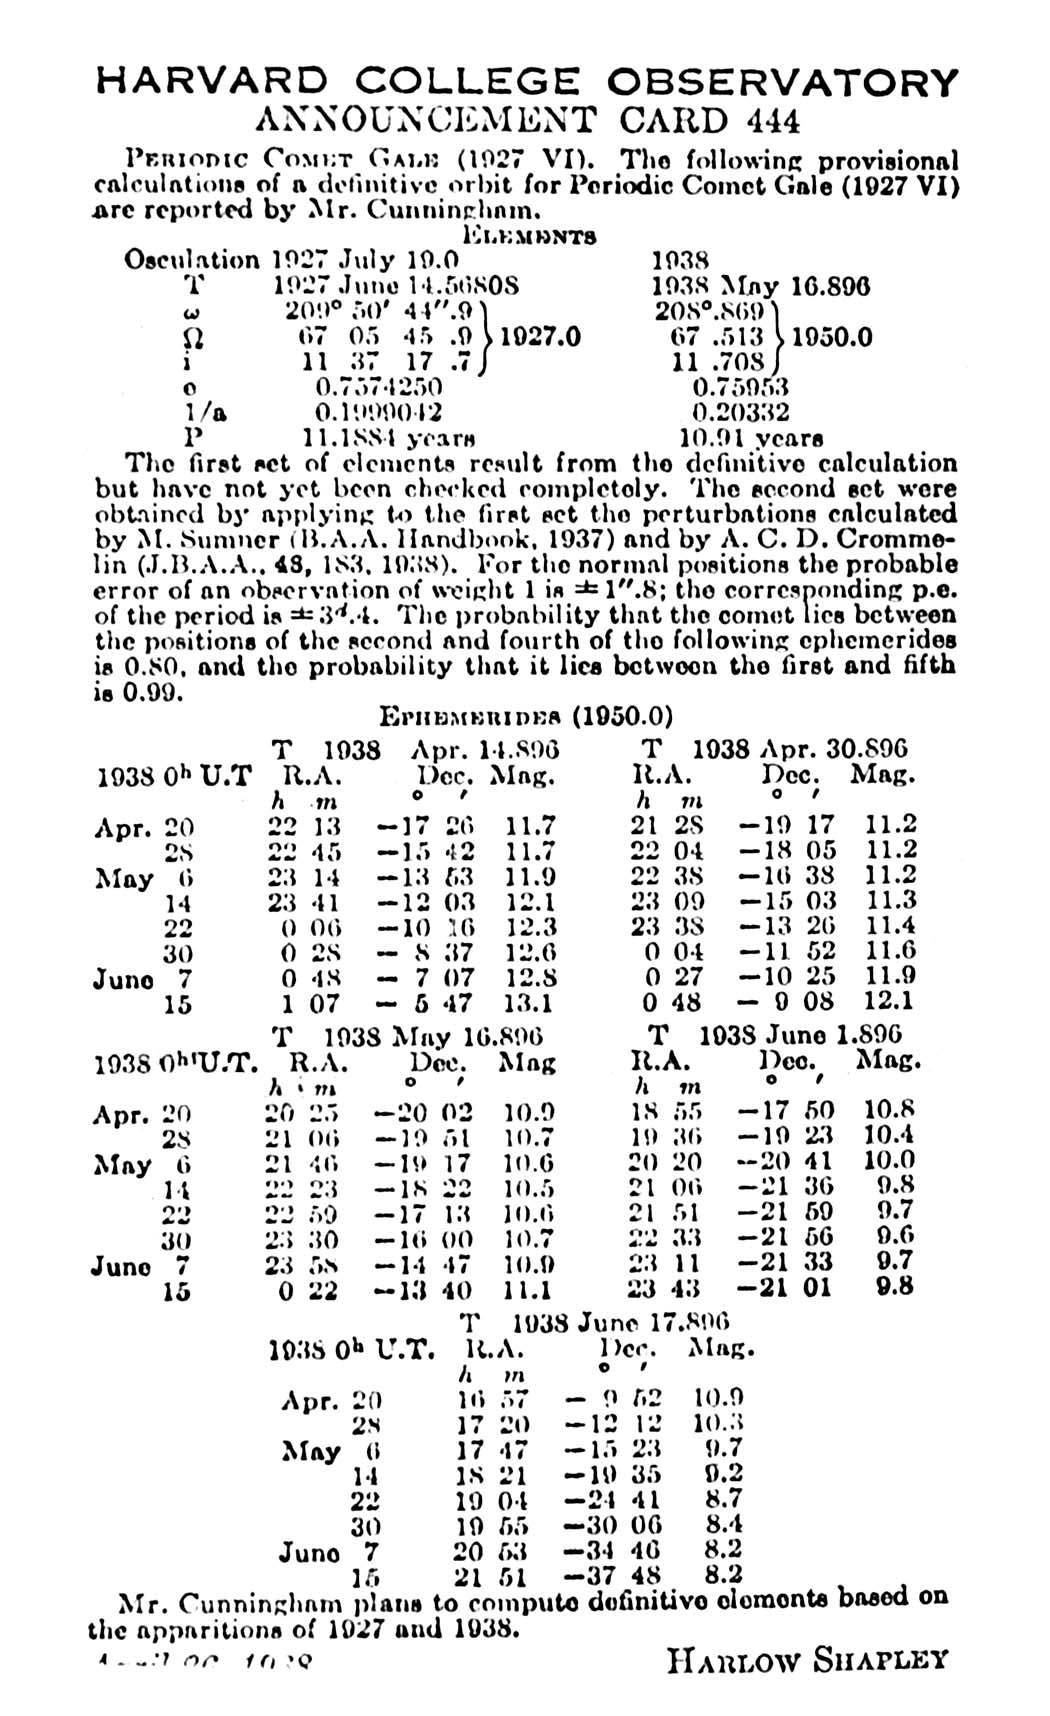 HARVARD COLLEGE OBSERVATORY
ANNOUNCEMENT CARD 444
PERIODIC COMET GALE (1927 VI). The following provisional
calculations of a definitive orbit for Periodic Comet Gale (1927 VI)
are reported by Mr. Cunningham.
ELEMENTS
Osculation 1927 July 19.0 1938
T 1927 June 14.56808 1938 May 16.896
ω 209° 50′ 44″.9 208°.869
Ω 67 05 45 .9 } 1927.0 67 .513 } 1950.0
i 11 37 17 .7 11 .708
e 0.7574250 0.75953
1/a 0.1999042 0.20332
P 11.1884 years 10.91 years
The first set of elements result from the definitive calculation
but have not yet been checked completely. The second set were
obtained by applying to the first set the perturbations calculated
by M. Sumner (B.A.A. Handbook, 1937) and by A. C. D. Cromme-
lin (J.B.A.A., 48, 183, 1938). For the normal positions the probable
error of an observation of weight 1 is ±1″.8; the corresponding p.e.
of the period is ±3ᵈ.4. The probability that the comet lies between
the positions of the second and fourth of the following ephemerides
is 0.80, and the probability that it lies between the first and fifth
is 0.99.
EPHEMERIDES (1950.0)
T 1938 Apr. 14.896 T 1938 Apr. 30.896
1938 0ʰ U.T R.A. Dec. Mag. R.A. Dec. Mag.
h m ° ′ h m ° ′
Apr. 20 22 13 −17 26 11.7 21 28 −19 17 11.2
28 22 45 −15 42 11.7 22 04 −18 05 11.2
May 6 23 14 −13 53 11.9 22 38 −16 38 11.2
14 23 41 −12 03 12.1 23 09 −15 03 11.3
22 0 06 −10 16 12.3 23 38 −13 26 11.4
30 0 28 − 8 37 12.6 0 04 −11 52 11.6
June 7 0 48 − 7 07 12.8 0 27 −10 25 11.9
15 1 07 − 5 47 13.1 0 48 − 9 08 12.1
T 1938 May 16.896 T 1938 June 1.896
1938 0ʰ U.T. R.A. Dec. Mag R.A. Dec. Mag.
h m ° ′ h m ° ′
Apr. 20 20 25 −20 02 10.9 18 55 −17 50 10.8
28 21 06 −19 51 10.7 19 36 −19 23 10.4
May 6 21 46 −19 17 10.6 20 20 −20 41 10.0
14 22 23 −18 22 10.5 21 06 −21 36 9.8
22 22 59 −17 13 10.6 21 51 −21 59 9.7
30 23 30 −16 00 10.7 22 33 −21 56 9.6
June 7 23 58 −14 47 10.9 23 11 −21 33 9.7
15 0 22 −13 40 11.1 23 43 −21 01 9.8
T 1938 June 17.896
1938 0ʰ U.T. R.A. Dec. Mag.
h m ° ′
Apr. 20 16 57 − 9 52 10.9
28 17 20 −12 12 10.3
May 6 17 47 −15 23 9.7
14 18 21 −19 35 9.2
22 19 04 −24 41 8.7
30 19 55 −30 06 8.4
June 7 20 53 −34 46 8.2
15 21 51 −37 48 8.2
Mr. Cunningham plans to compute definitive elements based on
the apparitions of 1927 and 1938.
HARLOW SHAPLEY